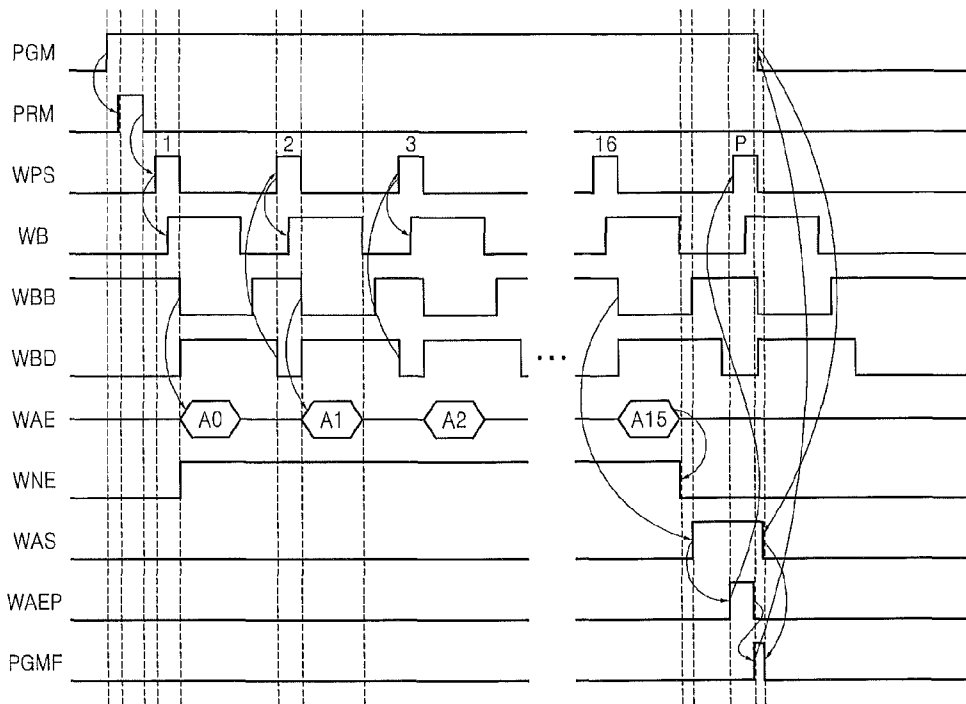 PGM
PRM
1 2 3 16 P
WPS
WB
WBB
WBD
...
WAE A0 A1 A2 A15
WNE
WAS
WAEP
PGMF